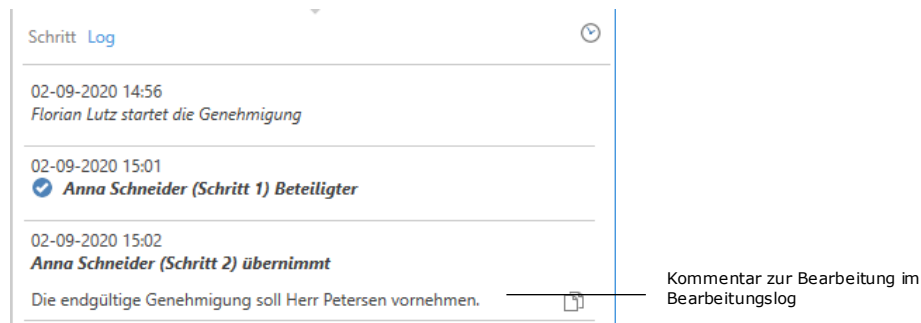 Schritt Log
02-09-2020 14:56
Florian Lutz startet die Genehmigung
02-09-2020 15:01
Anna Schneider (Schritt 1) Beteiligter
02-09-2020 15:02
Anna Schneider (Schritt 2) übernimmt
Die endgültige Genehmigung soll Herr Petersen vornehmen.
Kommentar zur Bearbeitung im
Bearbeitungslog